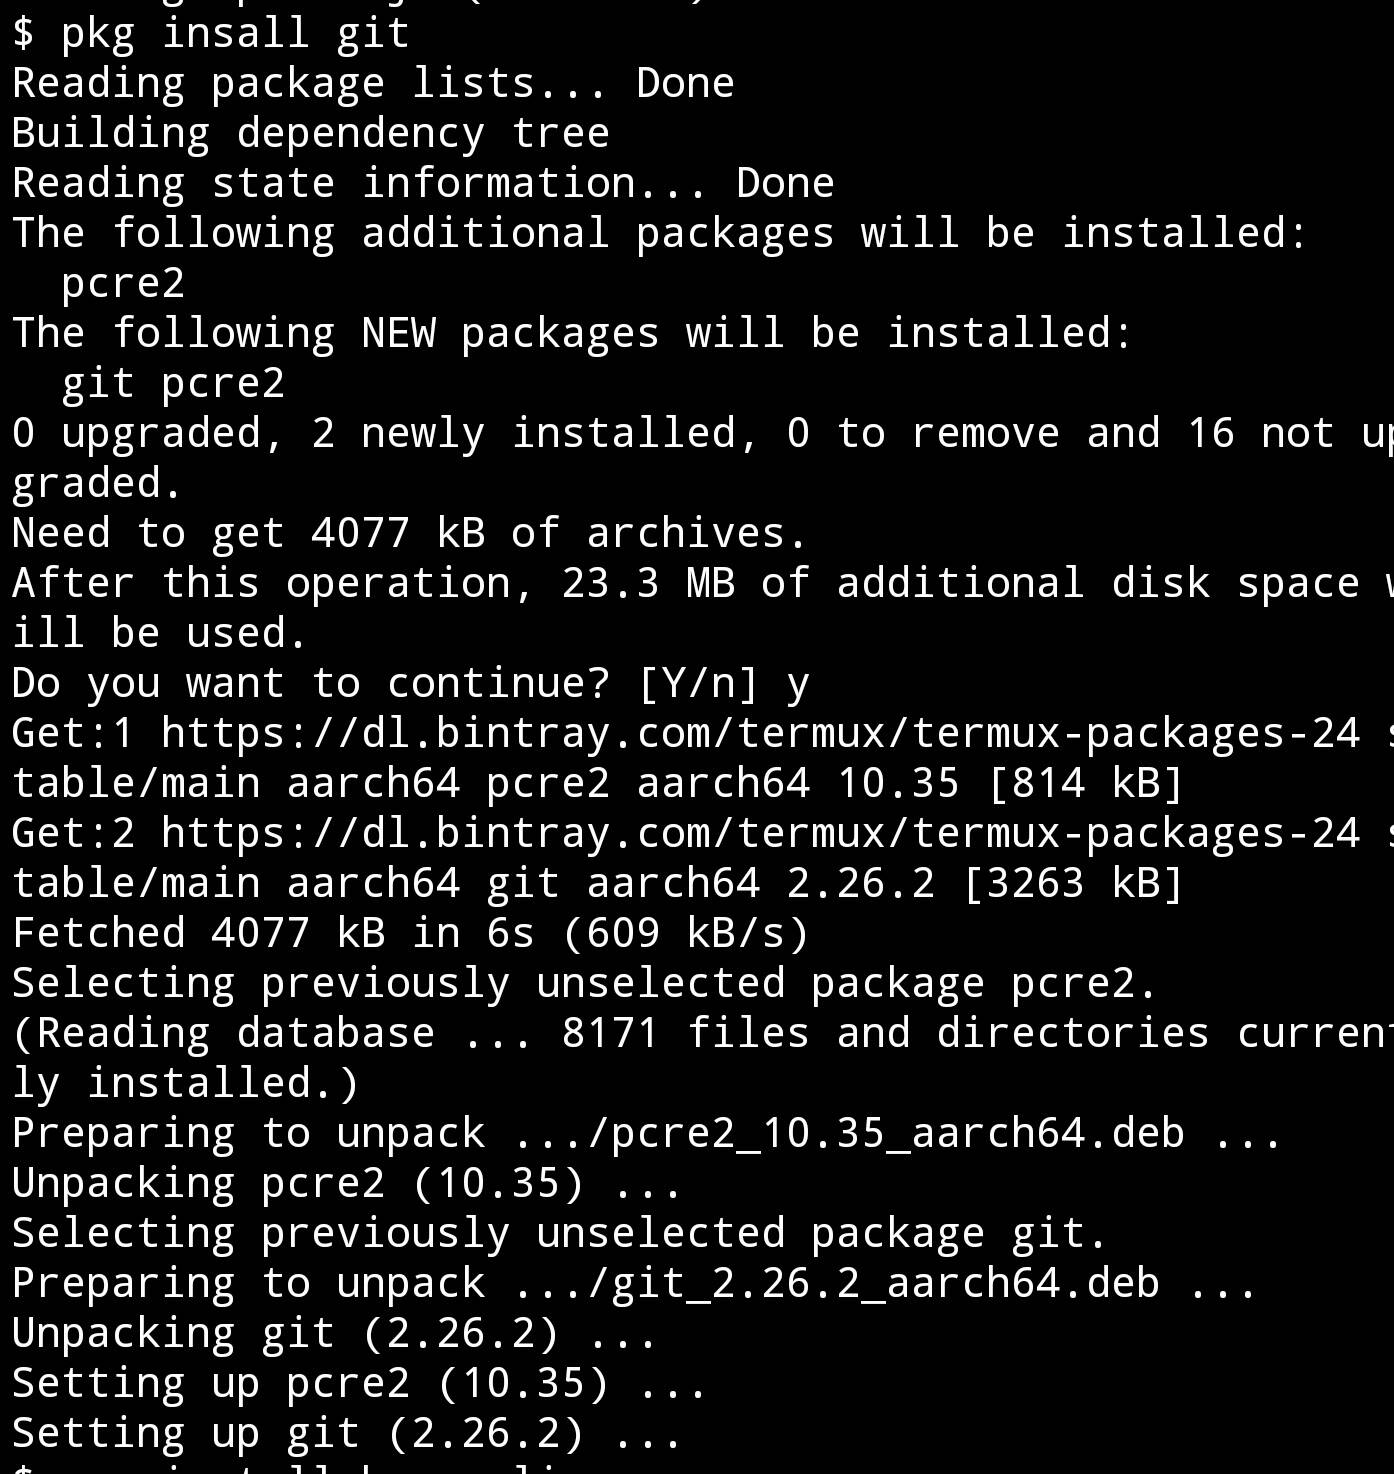 $ pkg insall git
Reading package lists... Done
Building dependency tree
Reading state information... Done
The following additional packages will be installed:
  pcre2
The following NEW packages will be installed:
  git pcre2
0 upgraded, 2 newly installed, 0 to remove and 16 not up
graded.
Need to get 4077 kB of archives.
After this operation, 23.3 MB of additional disk space w
ill be used.
Do you want to continue? [Y/n] y
Get:1 https://dl.bintray.com/termux/termux-packages-24 s
table/main aarch64 pcre2 aarch64 10.35 [814 kB]
Get:2 https://dl.bintray.com/termux/termux-packages-24 s
table/main aarch64 git aarch64 2.26.2 [3263 kB]
Fetched 4077 kB in 6s (609 kB/s)
Selecting previously unselected package pcre2.
(Reading database ... 8171 files and directories current
ly installed.)
Preparing to unpack .../pcre2_10.35_aarch64.deb ...
Unpacking pcre2 (10.35) ...
Selecting previously unselected package git.
Preparing to unpack .../git_2.26.2_aarch64.deb ...
Unpacking git (2.26.2) ...
Setting up pcre2 (10.35) ...
Setting up git (2.26.2) ...